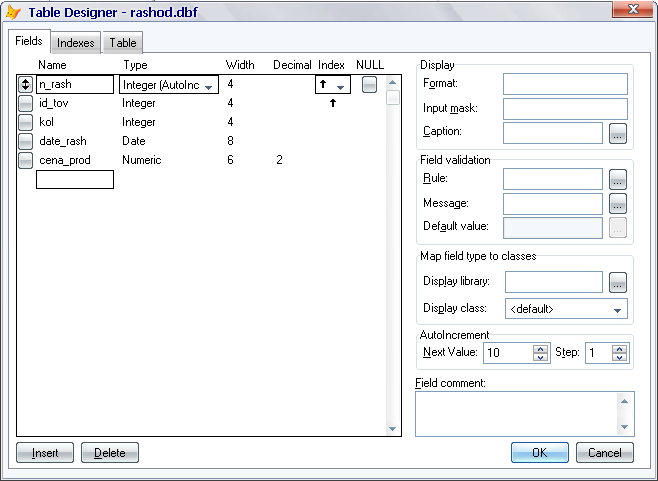 Table Designer - rashod.dbf
Fields Indexes Table
Name Type Width Decimal Index NULL
n_rash Integer (AutoInc 4
id_tov Integer 4
kol Integer 4
date_rash Date 8
cena_prod Numeric 6 2
Display
Format:
Input mask:
Caption: ...
Field validation
Rule: ...
Message: ...
Default value: ...
Map field type to classes
Display library: ...
Display class: <default>
AutoIncrement
Next Value: 10 Step: 1
Field comment:
Insert Delete OK Cancel